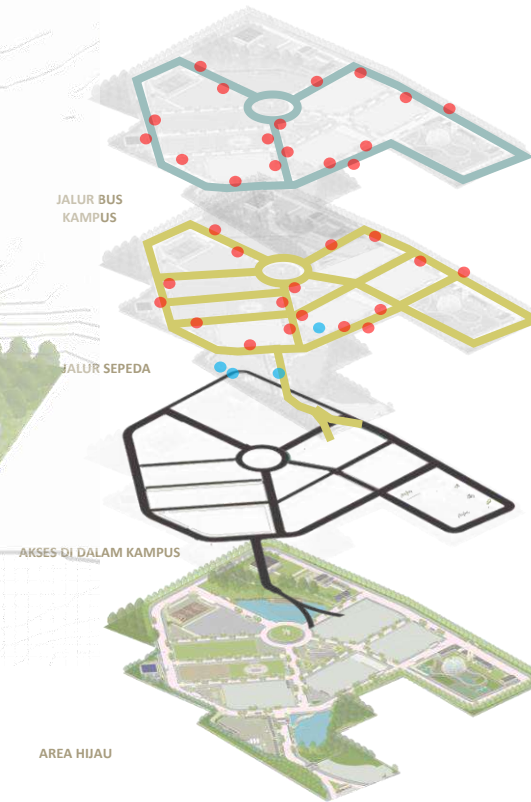 JALUR BUS
KAMPUS
JALUR SEPEDA
AKSES DI DALAM KAMPUS
AREA HIJAU